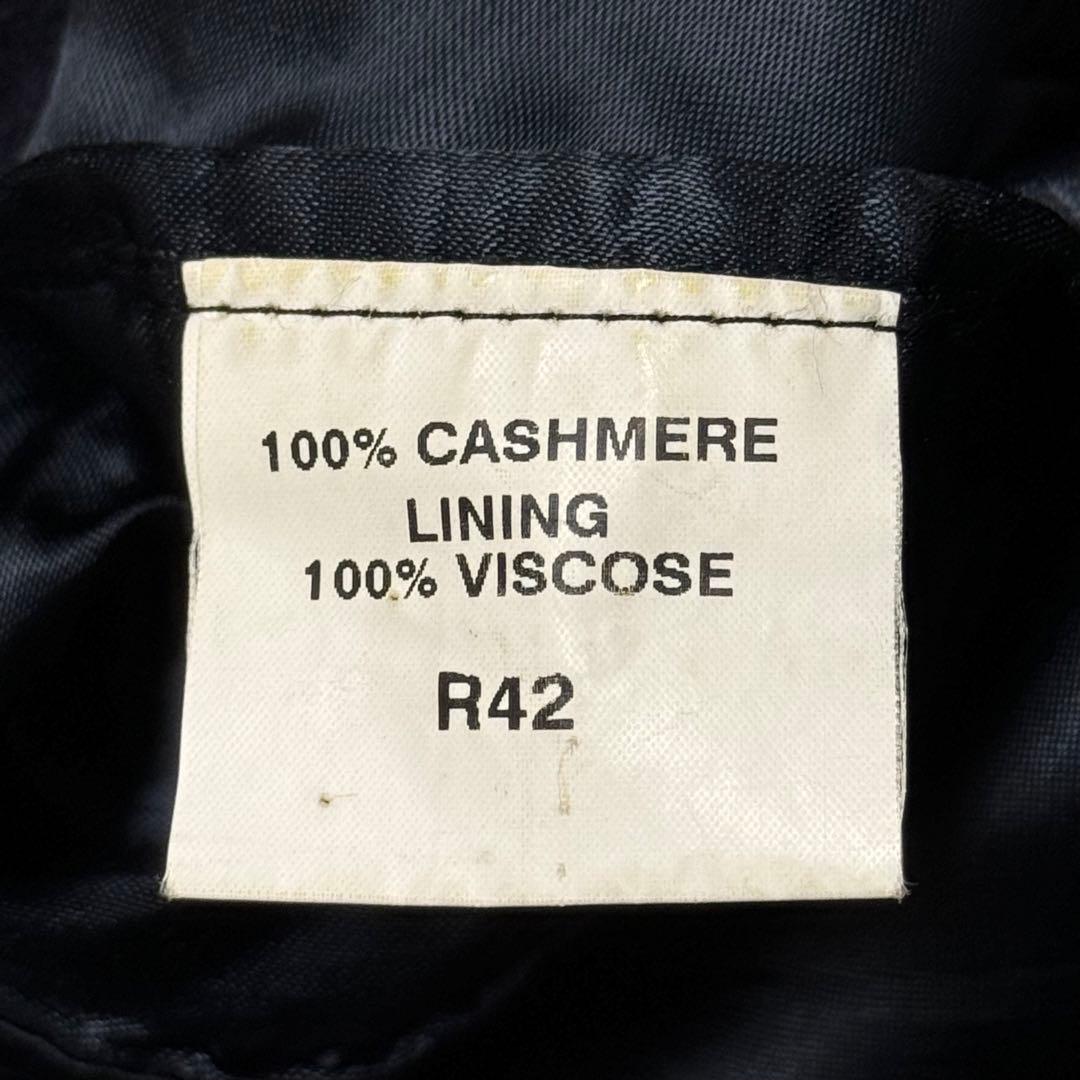 100% CASHMERE
LINING
100% VISCOSE
R42